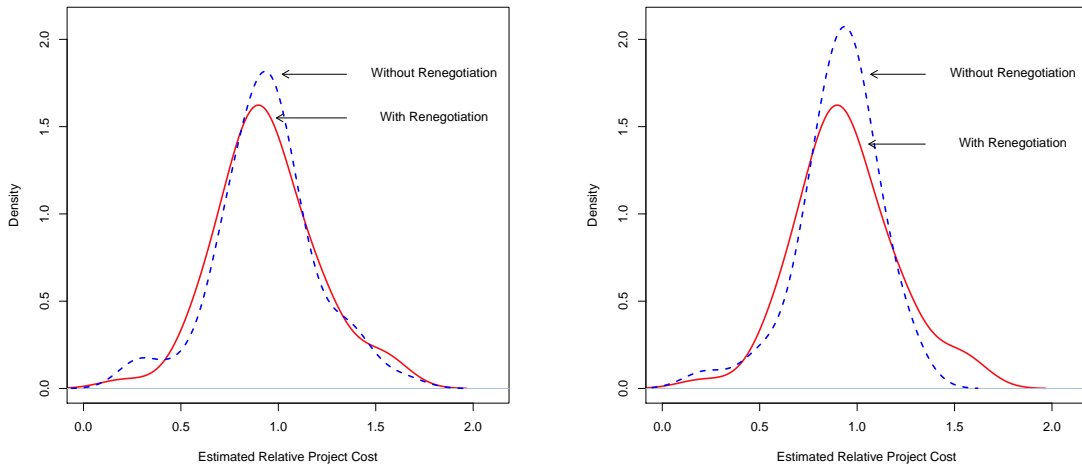 2.0
1.5
1.0
0.5
0.0
Density
Without Renegotiation
With Renegotiation
0.0 0.5 1.0 1.5 2.0
Estimated Relative Project Cost
2.0
1.5
1.0
0.5
0.0
Density
Without Renegotiation
With Renegotiation
0.0 0.5 1.0 1.5 2.0
Estimated Relative Project Cost